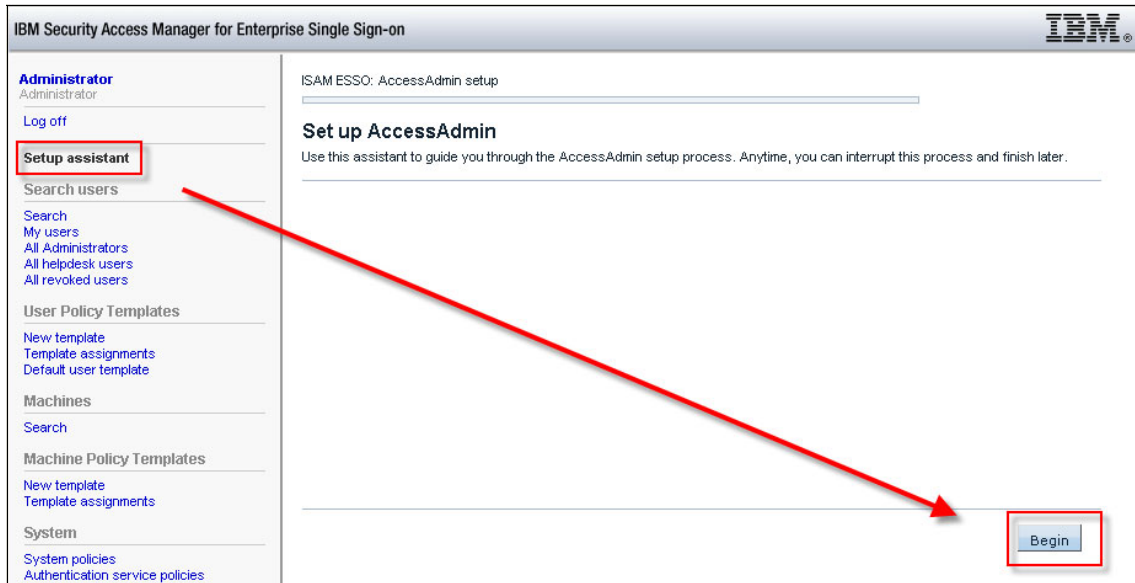 IBM Security Access Manager for Enterprise Single Sign-on
IBM®
Administrator
Administrator
Log off
Setup assistant
Search users
Search
My users
All Administrators
All helpdesk users
All revoked users
User Policy Templates
New template
Template assignments
Default user template
Machines
Search
Machine Policy Templates
New template
Template assignments
System
System policies
Authentication service policies
ISAM ESSO: AccessAdmin setup
Set up AccessAdmin
Use this assistant to guide you through the AccessAdmin setup process. Anytime, you can interrupt this process and finish later.
Begin